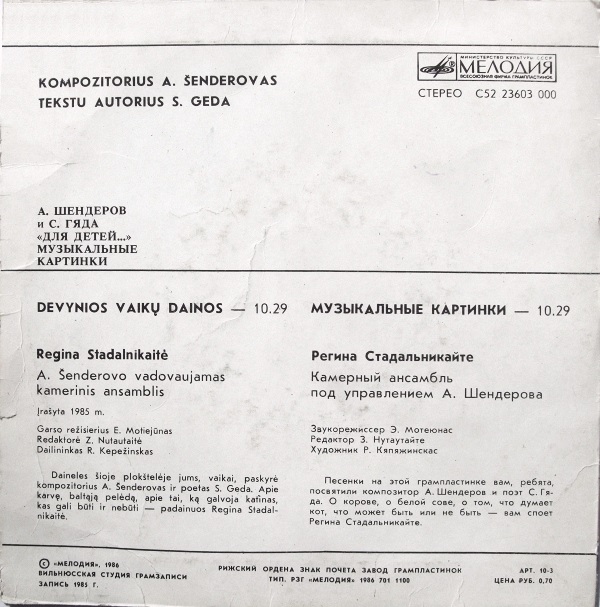 KOMPOZITORIUS A. ŠENDEROVAS
TEKSTU AUTORIUS S. GEDA
МИНИСТЕРСТВО КУЛЬТУРЫ СССР
МЕЛОДИЯ
ВСЕСОЮЗНАЯ ФИРМА ГРАМПЛАСТИНОК
СТЕРЕО С52 23603 000
А. ШЕНДЕРОВ
и С. ГЯДА
«ДЛЯ ДЕТЕЙ...»
МУЗЫКАЛЬНЫЕ
КАРТИНКИ
DEVYNIOS VAIKŲ DAINOS — 10.29
Regina Stadalnikaitė
A. Šenderovo vadovaujamas
kamerinis ansamblis
Įrašyta 1985 m.
Garso režisierius E. Motiejūnas
Redaktorė Z. Nutautaitė
Dailininkas R. Kepežinskas
Daineles šioje plokštelėje jums, vaikai, paskyrė
kompozitorius A. Šenderovas ir poetas S. Geda. Apie
karvę, baltąją pelėdą, apie tai, ką galvoja katinas,
kas gali būti ir nebūti — padainuos Regina Stadal-
nikaitė.
МУЗЫКАЛЬНЫЕ КАРТИНКИ — 10.29
Регина Стадальникайте
Камерный ансамбль
под управлением А. Шендерова
Звукорежиссер Э. Мотеюнас
Редактор З. Нутаутайте
Художник Р. Кяпяжинскас
Песенки на этой грампластинке вам, ребята,
посвятили композитор А. Шендеров и поэт С. Гя-
да. О корове, о белой сове, о том, что думает
кот, что может быть или не быть — вам споет
Регина Стадальникайте.
© «МЕЛОДИЯ», 1986
ВИЛЬНЮССКАЯ СТУДИЯ ГРАМЗАПИСИ
ЗАПИСЬ 1985 Г.
РИЖСКИЙ ОРДЕНА ЗНАК ПОЧЕТА ЗАВОД ГРАМПЛАСТИНОК
ТИП. РЗГ «МЕЛОДИЯ» 1986 701 1100
АРТ. 10-3
ЦЕНА РУБ. 0,70